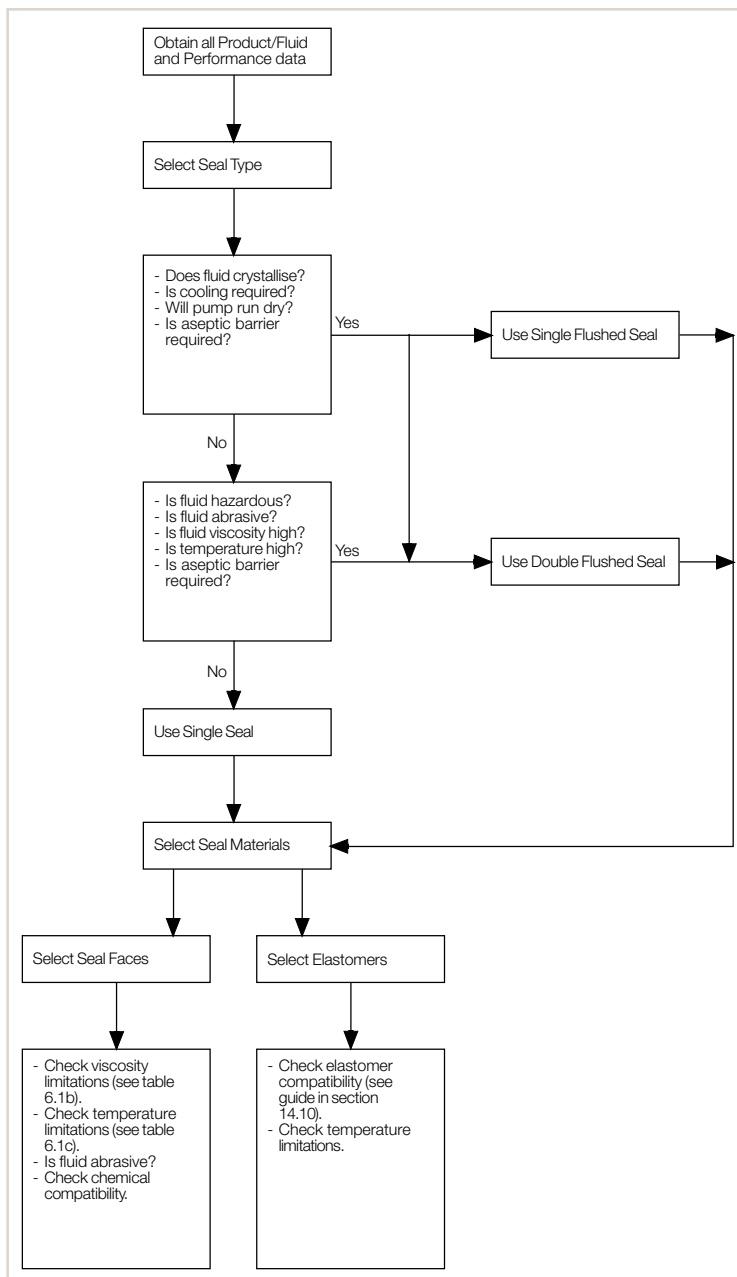 Obtain all Product/Fluid
and Performance data
Select Seal Type
- Does fluid crystallise?
- Is cooling required?
- Will pump run dry?
- Is aseptic barrier
required?
Yes
Use Single Flushed Seal
No
- Is fluid hazardous?
- Is fluid abrasive?
- Is fluid viscosity high?
- Is temperature high?
- Is aseptic barrier
required?
Yes
Use Double Flushed Seal
No
Use Single Seal
Select Seal Materials
Select Seal Faces
Select Elastomers
- Check viscosity
limitations (see table
6.1b).
- Check temperature
limitations (see table
6.1c).
- Is fluid abrasive?
- Check chemical
compatibility.
- Check elastomer
compatibility (see
guide in section
14.10).
- Check temperature
limitations.